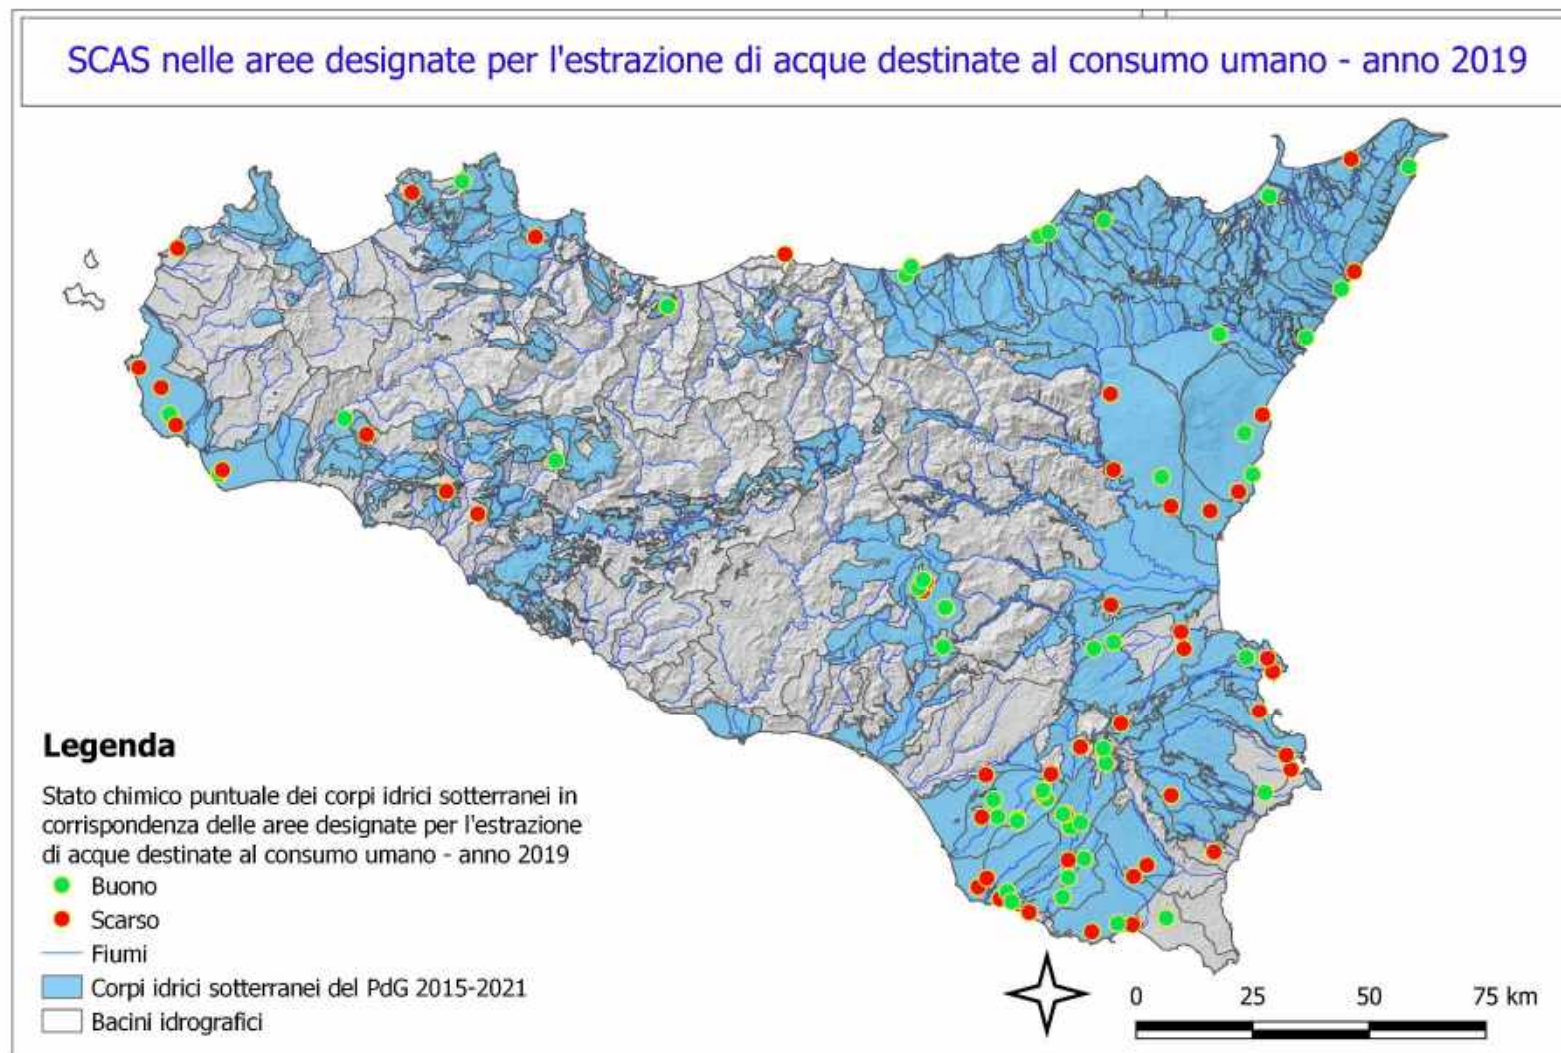 SCAS nelle aree designate per l'estrazione di acque destinate al consumo umano - anno 2019
Legenda
Stato chimico puntuale dei corpi idrici sotterranei in
corrispondenza delle aree designate per l'estrazione
di acque destinate al consumo umano - anno 2019
Buono
Scarso
Fiumi
Corpi idrici sotterranei del PdG 2015-2021
Bacini idrografici
0 25 50 75 km